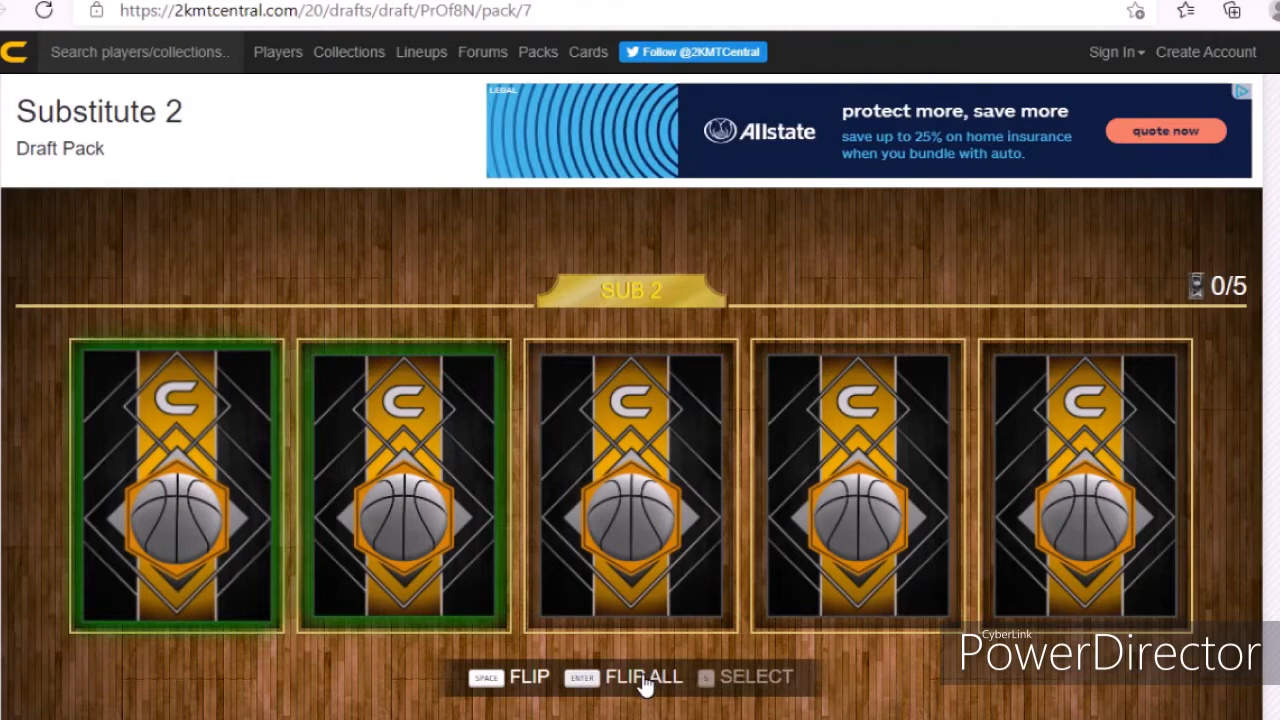 https://2kmtcentral.com/20/drafts/draft/PrOf8N/pack/7
Search players/collections.. Players Collections Lineups Forums Packs Cards Follow @2KMTCentral Sign In Create Account
Substitute 2
Draft Pack
LEGAL
Allstate
protect more, save more
save up to 25% on home insurance
when you bundle with auto.
quote now
SUB 2
0/5
SPACE FLIP ENTER FLIP ALL S SELECT
CyberLink
PowerDirector